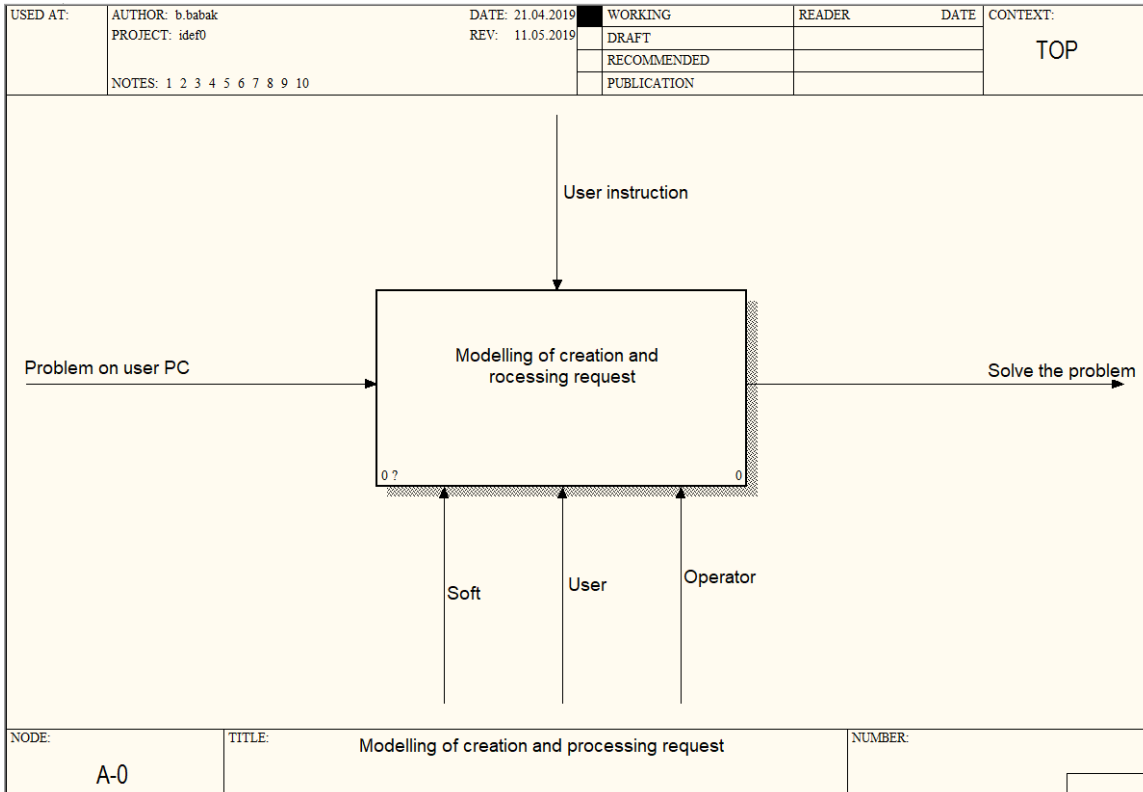 USED AT:
AUTHOR: b.babak
DATE: 21.04.2019
WORKING
READER
DATE
CONTEXT:
PROJECT: idef0
REV: 11.05.2019
DRAFT
TOP
RECOMMENDED
NOTES: 1 2 3 4 5 6 7 8 9 10
PUBLICATION
User instruction
Problem on user PC
Modelling of creation and
rocessing request
Solve the problem
0 ?
0
Soft
User
Operator
NODE:
TITLE:
Modelling of creation and processing request
NUMBER:
A-0